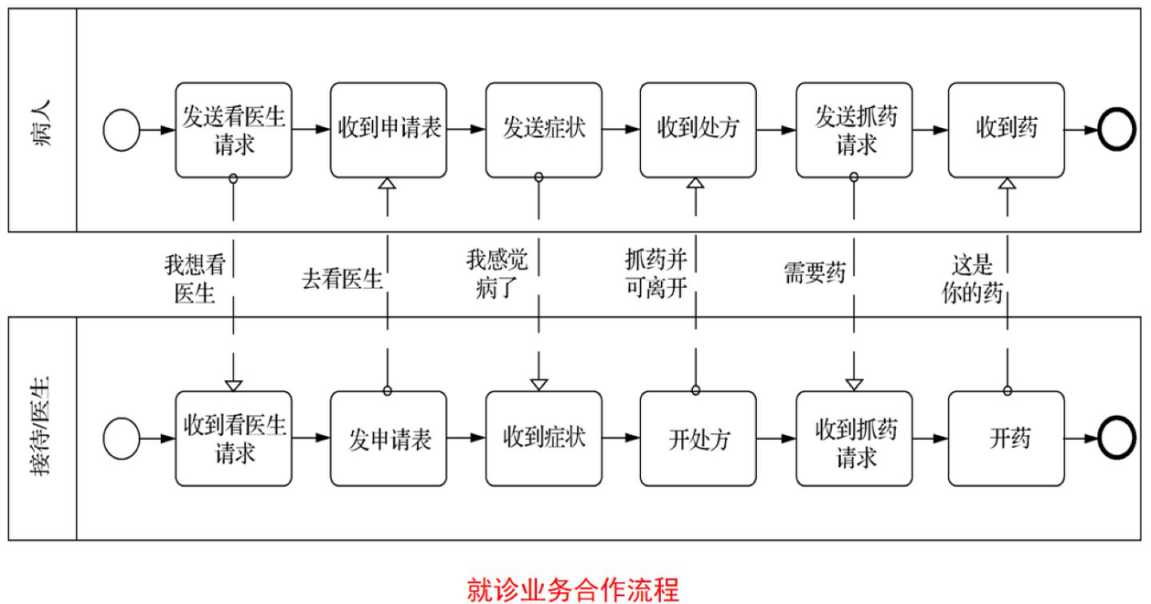 病人
发送看医生
请求
收到申请表
发送症状
收到处方
发送抓药
请求
收到药
我想看
医生
去看医生
我感觉
病了
抓药并
可离开
需要药
这是
你的药
接待/医生
收到看医生
请求
发申请表
收到症状
开处方
收到抓药
请求
开药
就诊业务合作流程